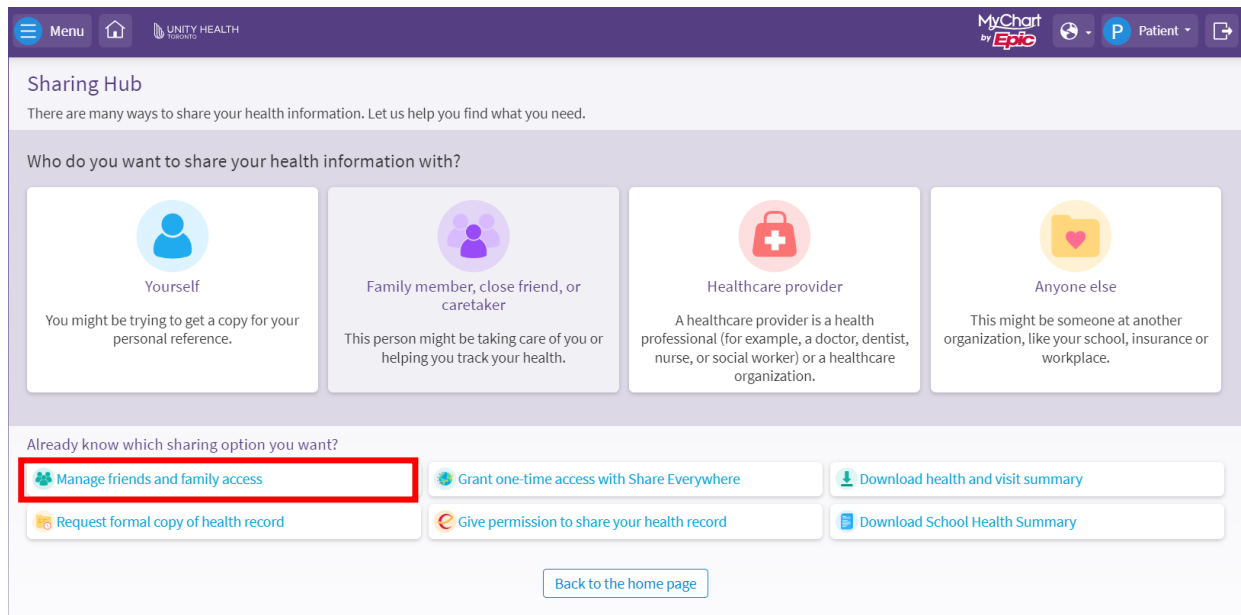 Menu
UNITY HEALTH
TORONTO
MyChart
by Epic
P Patient
Sharing Hub
There are many ways to share your health information. Let us help you find what you need.
Who do you want to share your health information with?
Yourself
You might be trying to get a copy for your
personal reference.
Family member, close friend, or
caretaker
This person might be taking care of you or
helping you track your health.
Healthcare provider
A healthcare provider is a health
professional (for example, a doctor, dentist,
nurse, or social worker) or a healthcare
organization.
Anyone else
This might be someone at another
organization, like your school, insurance or
workplace.
Already know which sharing option you want?
Manage friends and family access
Grant one-time access with Share Everywhere
Download health and visit summary
Request formal copy of health record
Give permission to share your health record
Download School Health Summary
Back to the home page